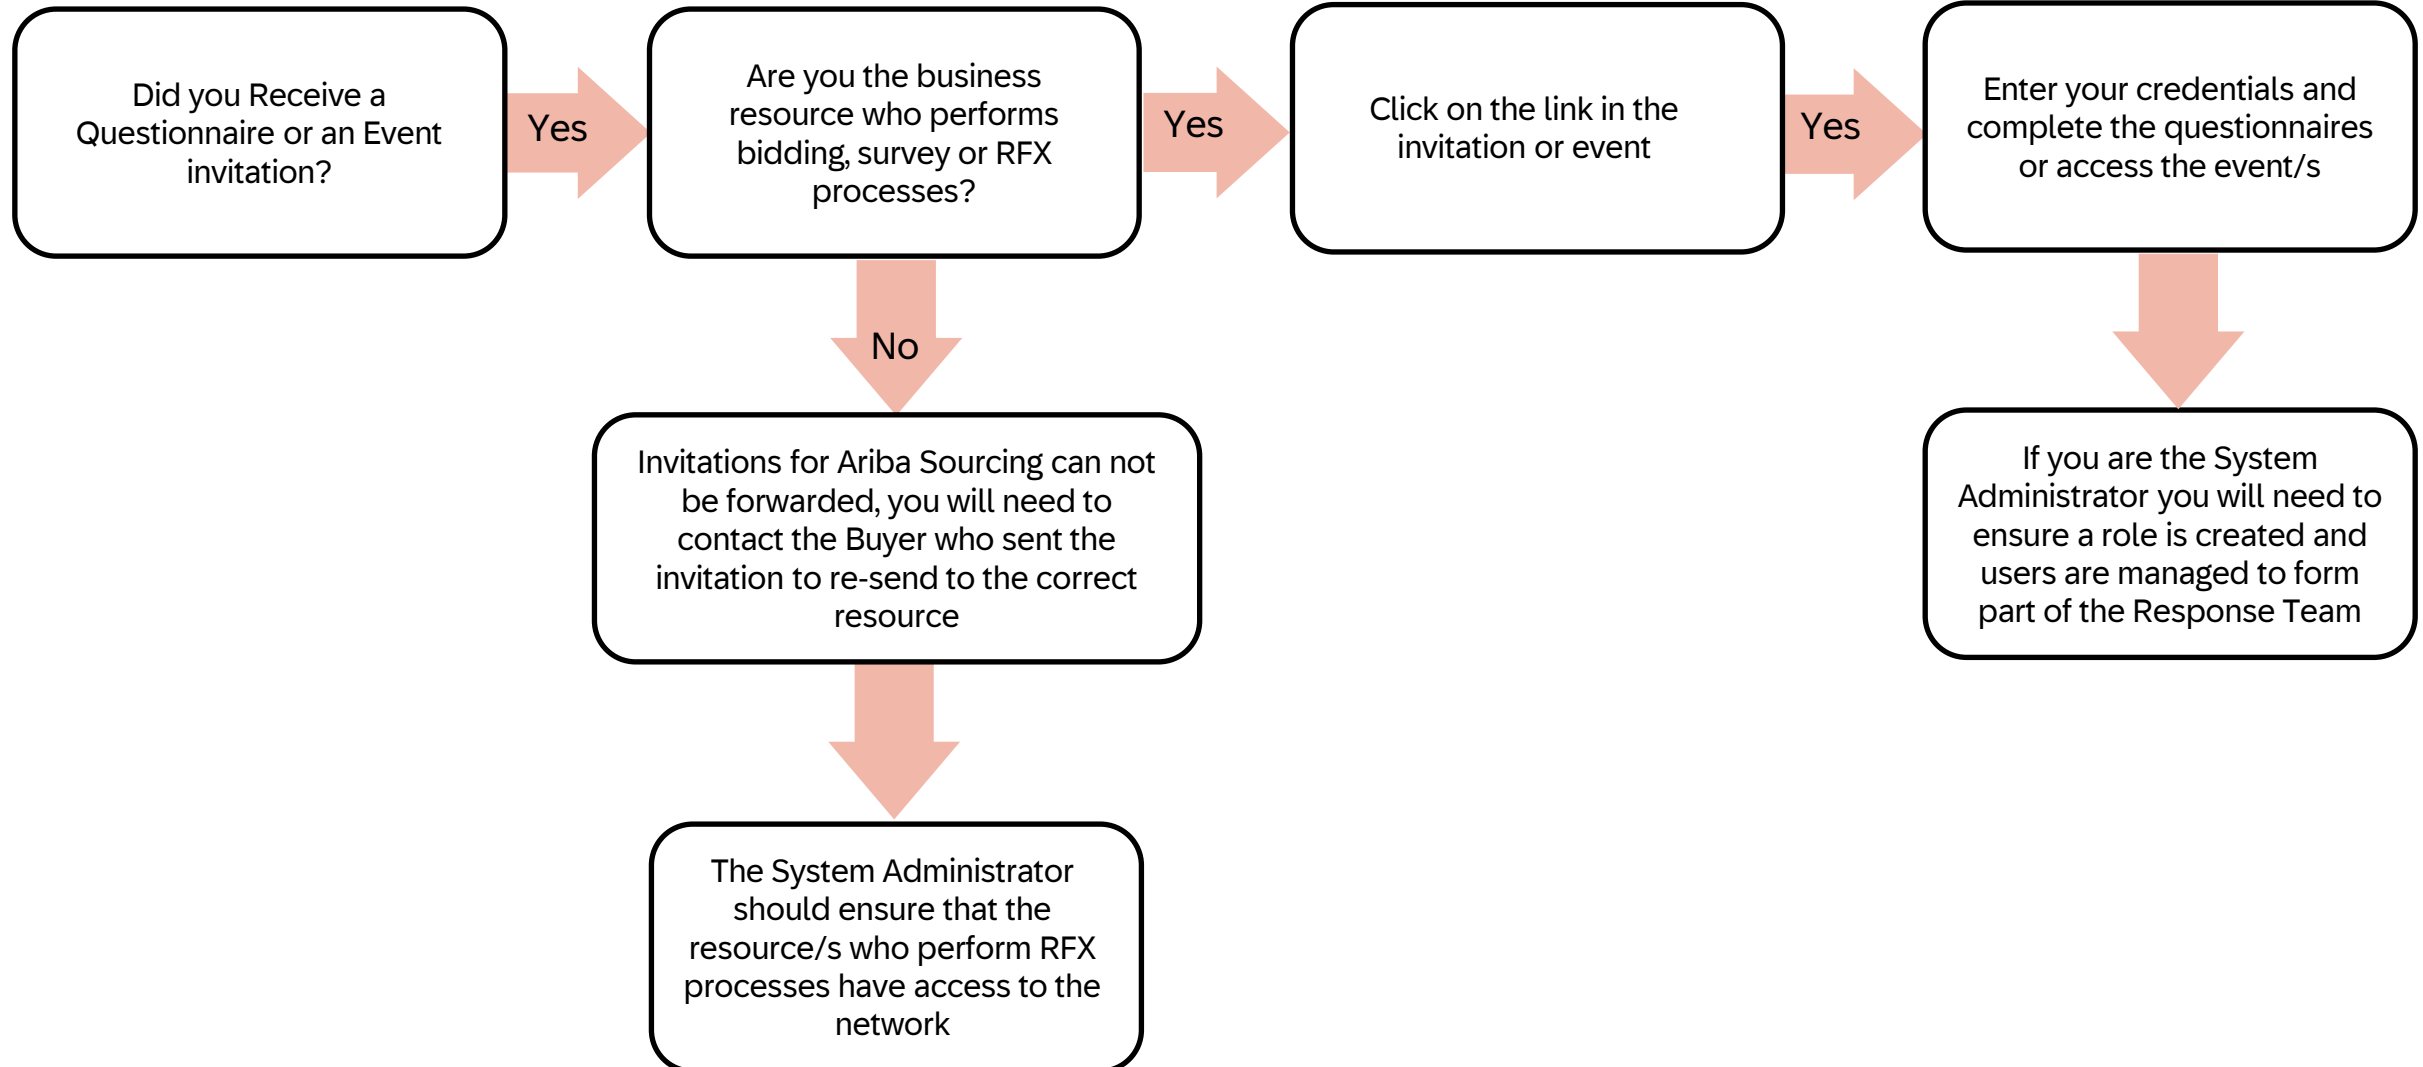 Did you Receive a
Questionnaire or an Event
invitation?
Yes
Are you the business
resource who performs
bidding, survey or RFX
processes?
Yes
Click on the link in the
invitation or event
Yes
Enter your credentials and
complete the questionnaires
or access the event/s
No
Invitations for Ariba Sourcing can not
be forwarded, you will need to
contact the Buyer who sent the
invitation to re-send to the correct
resource
If you are the System
Administrator you will need to
ensure a role is created and
users are managed to form
part of the Response Team
The System Administrator
should ensure that the
resource/s who perform RFX
processes have access to the
network